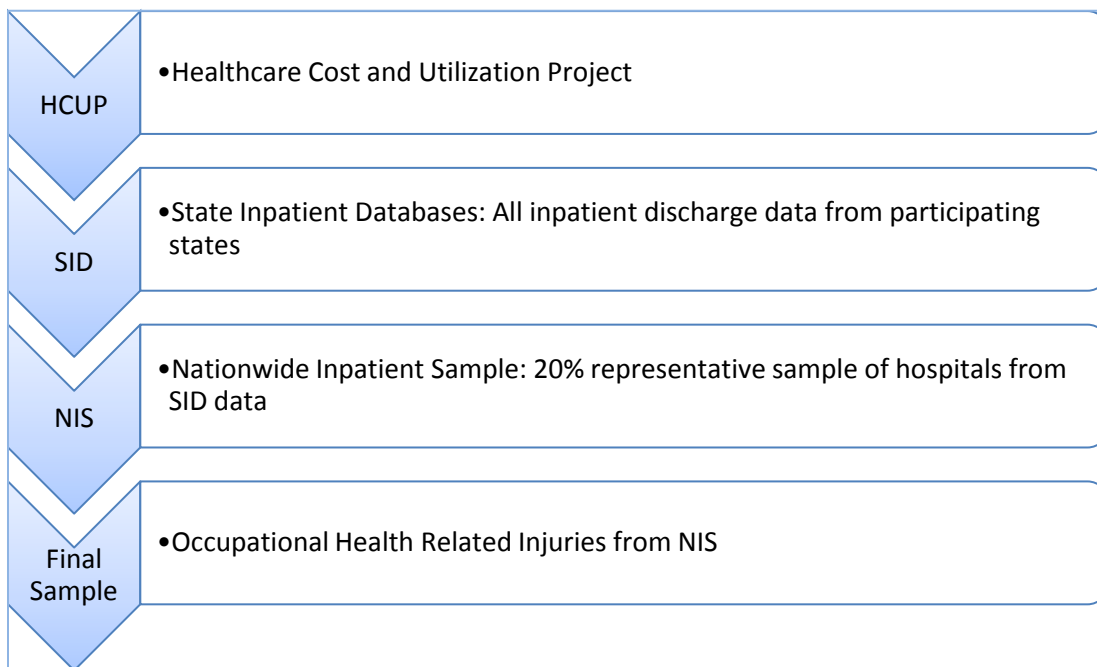 HCUP
•Healthcare Cost and Utilization Project
SID
•State Inpatient Databases: All inpatient discharge data from participating
states
NIS
•Nationwide Inpatient Sample: 20% representative sample of hospitals from
SID data
Final
Sample
•Occupational Health Related Injuries from NIS